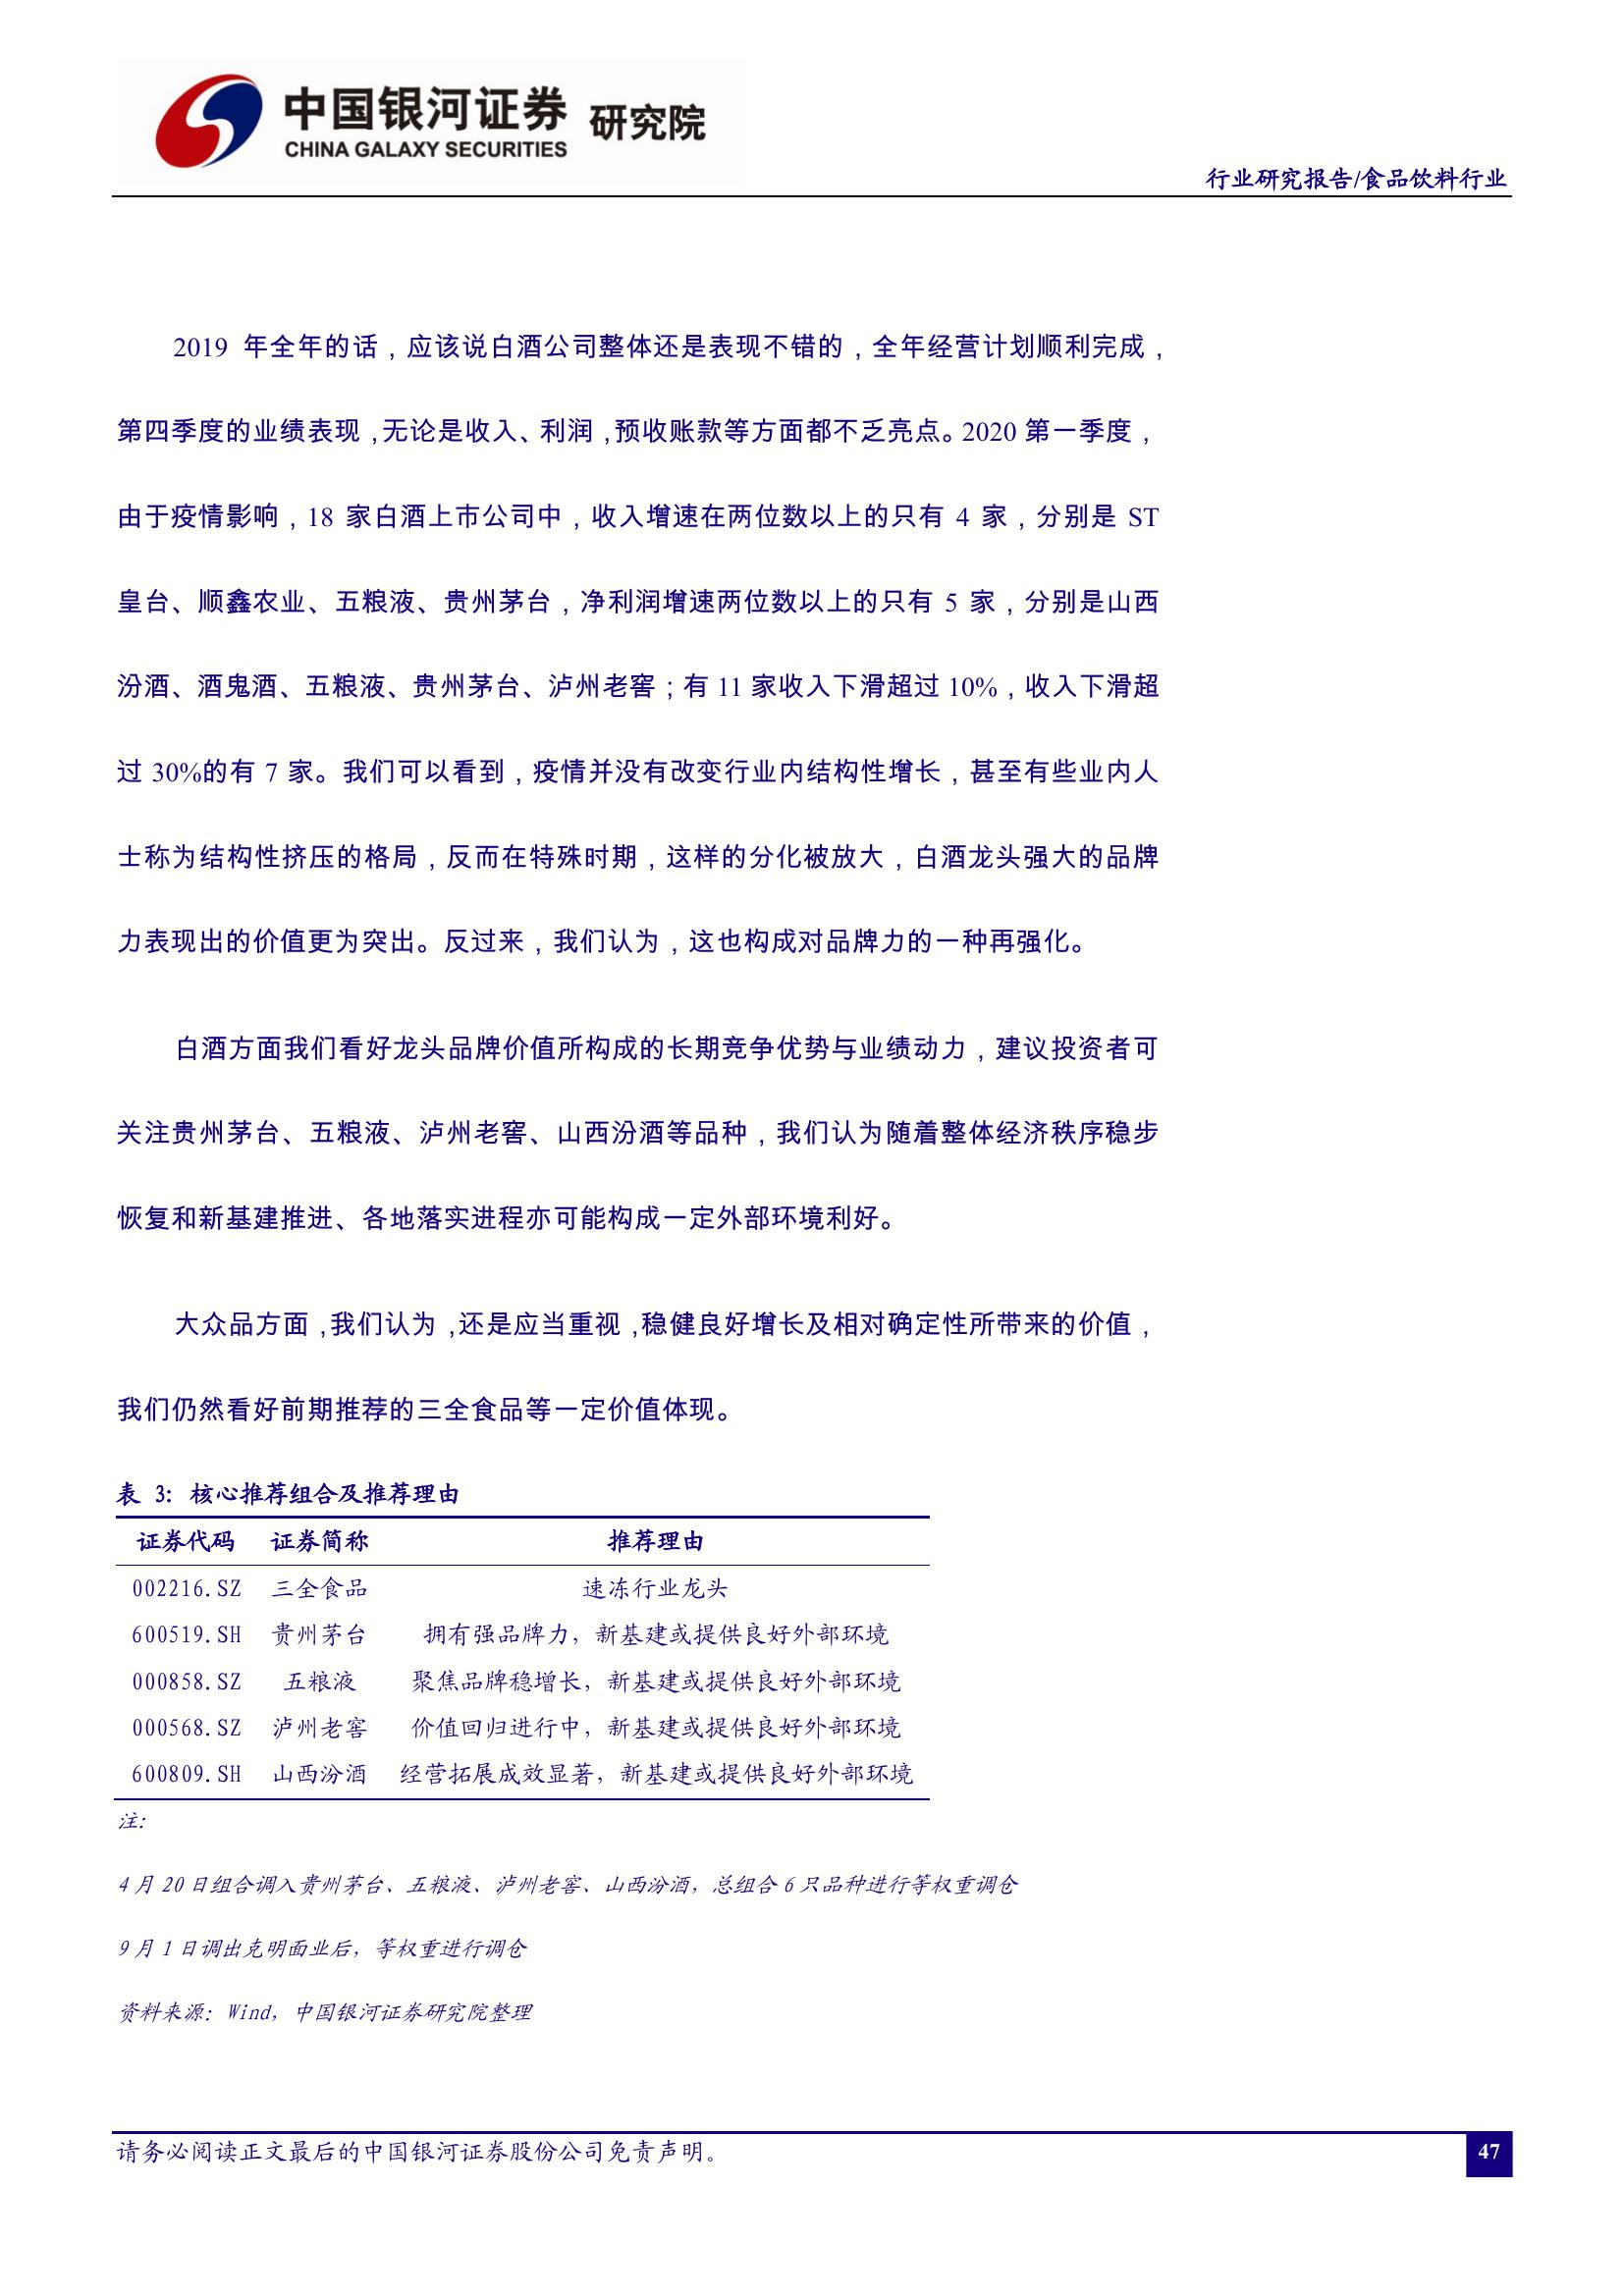 中国银河证券 研究院
CHINA GALAXY SECURITIES
行业研究报告/食品饮料行业
2019 年全年的话，应该说白酒公司整体还是表现不错的，全年经营计划顺利完成，
第四季度的业绩表现，无论是收入、利润，预收账款等方面都不乏亮点。2020 第一季度，
由于疫情影响，18 家白酒上市公司中，收入增速在两位数以上的只有 4 家，分别是 ST
皇台、顺鑫农业、五粮液、贵州茅台，净利润增速两位数以上的只有 5 家，分别是山西
汾酒、酒鬼酒、五粮液、贵州茅台、泸州老窖；有 11 家收入下滑超过 10%，收入下滑超
过 30%的有 7 家。我们可以看到，疫情并没有改变行业内结构性增长，甚至有些业内人
士称为结构性挤压的格局，反而在特殊时期，这样的分化被放大，白酒龙头强大的品牌
力表现出的价值更为突出。反过来，我们认为，这也构成对品牌力的一种再强化。
白酒方面我们看好龙头品牌价值所构成的长期竞争优势与业绩动力，建议投资者可
关注贵州茅台、五粮液、泸州老窖、山西汾酒等品种，我们认为随着整体经济秩序稳步
恢复和新基建推进、各地落实进程亦可能构成一定外部环境利好。
大众品方面，我们认为，还是应当重视，稳健良好增长及相对确定性所带来的价值，
我们仍然看好前期推荐的三全食品等一定价值体现。
表 3: 核心推荐组合及推荐理由
证券代码 证券简称 推荐理由
002216.SZ 三全食品 速冻行业龙头
600519.SH 贵州茅台 拥有强品牌力，新基建或提供良好外部环境
000858.SZ 五粮液 聚焦品牌稳增长，新基建或提供良好外部环境
000568.SZ 泸州老窖 价值回归进行中，新基建或提供良好外部环境
600809.SH 山西汾酒 经营拓展成效显著，新基建或提供良好外部环境
注：
4 月 20 日组合调入贵州茅台、五粮液、泸州老窖、山西汾酒，总组合 6 只品种进行等权重调仓
9 月 1 日调出克明面业后，等权重进行调仓
资料来源：Wind，中国银河证券研究院整理
请务必阅读正文最后的中国银河证券股份公司免责声明。
47